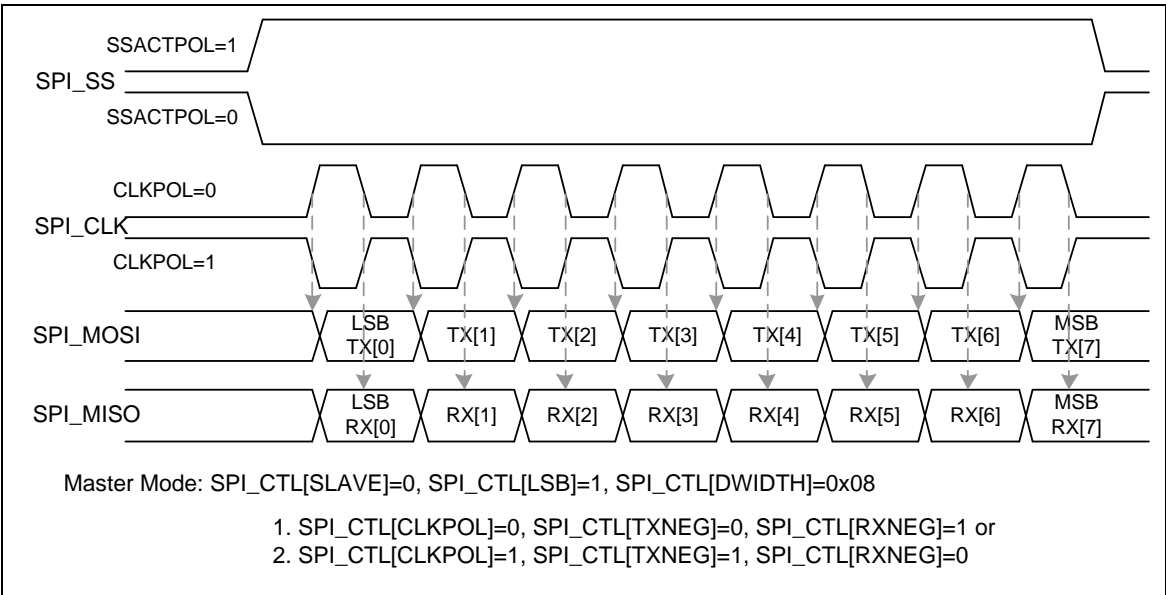 SSACTPOL=1
SPI_SS
SSACTPOL=0
CLKPOL=0
SPI_CLK
CLKPOL=1
SPI_MOSI
LSB TX[0] TX[1] TX[2] TX[3] TX[4] TX[5] TX[6] MSB TX[7]
SPI_MISO
LSB RX[0] RX[1] RX[2] RX[3] RX[4] RX[5] RX[6] MSB RX[7]
Master Mode: SPI_CTL[SLAVE]=0, SPI_CTL[LSB]=1, SPI_CTL[DWIDTH]=0x08
1. SPI_CTL[CLKPOL]=0, SPI_CTL[TXNEG]=0, SPI_CTL[RXNEG]=1 or
2. SPI_CTL[CLKPOL]=1, SPI_CTL[TXNEG]=1, SPI_CTL[RXNEG]=0